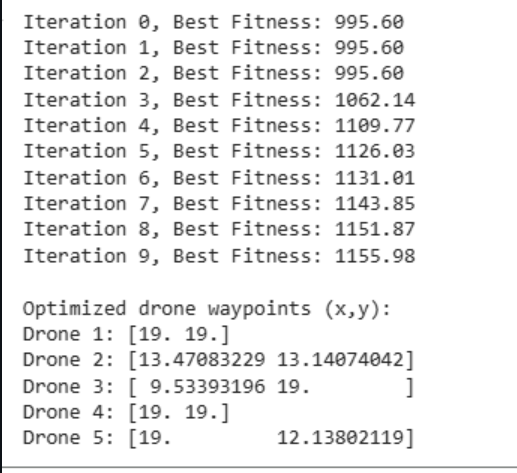 Iteration 0, Best Fitness: 995.60
Iteration 1, Best Fitness: 995.60
Iteration 2, Best Fitness: 995.60
Iteration 3, Best Fitness: 1062.14
Iteration 4, Best Fitness: 1109.77
Iteration 5, Best Fitness: 1126.03
Iteration 6, Best Fitness: 1131.01
Iteration 7, Best Fitness: 1143.85
Iteration 8, Best Fitness: 1151.87
Iteration 9, Best Fitness: 1155.98

Optimized drone waypoints (x,y):
Drone 1: [19. 19.]
Drone 2: [13.47083229 13.14074042]
Drone 3: [ 9.53393196 19.        ]
Drone 4: [19. 19.]
Drone 5: [19.         12.13802119]